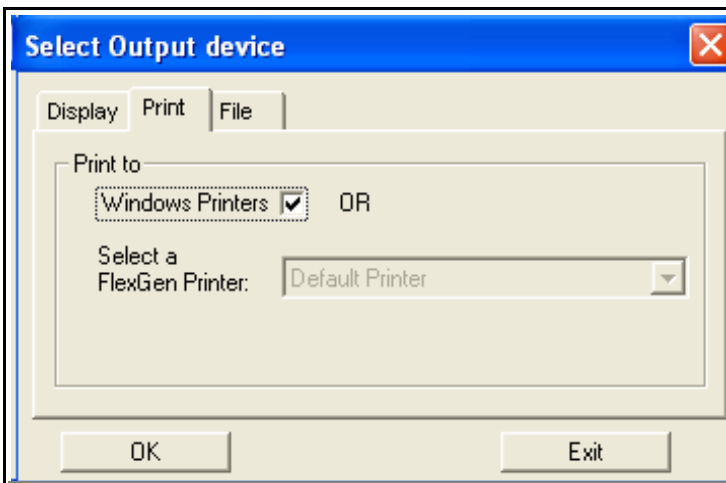 Select Output device
Display Print File
Print to
Windows Printers OR
Select a
FlexGen Printer: Default Printer
OK Exit